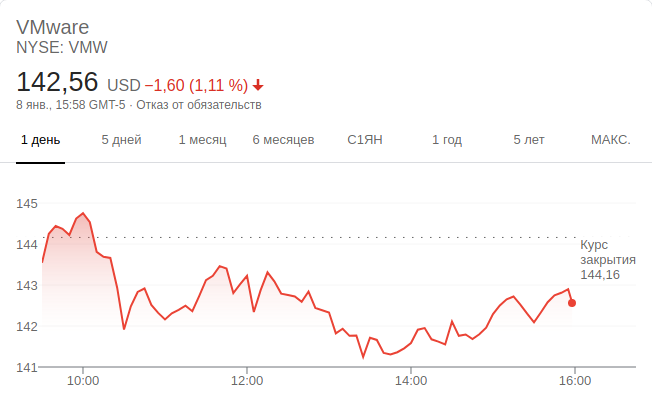 VMware
NYSE: VMW
142,56 USD −1,60 (1,11 %)
8 янв., 15:58 GMT-5 · Отказ от обязательств
1 день 5 дней 1 месяц 6 месяцев С1ЯН 1 год 5 лет МАКС.
145
144
143
142
141
Курс
закрытия
144,16
10:00 12:00 14:00 16:00